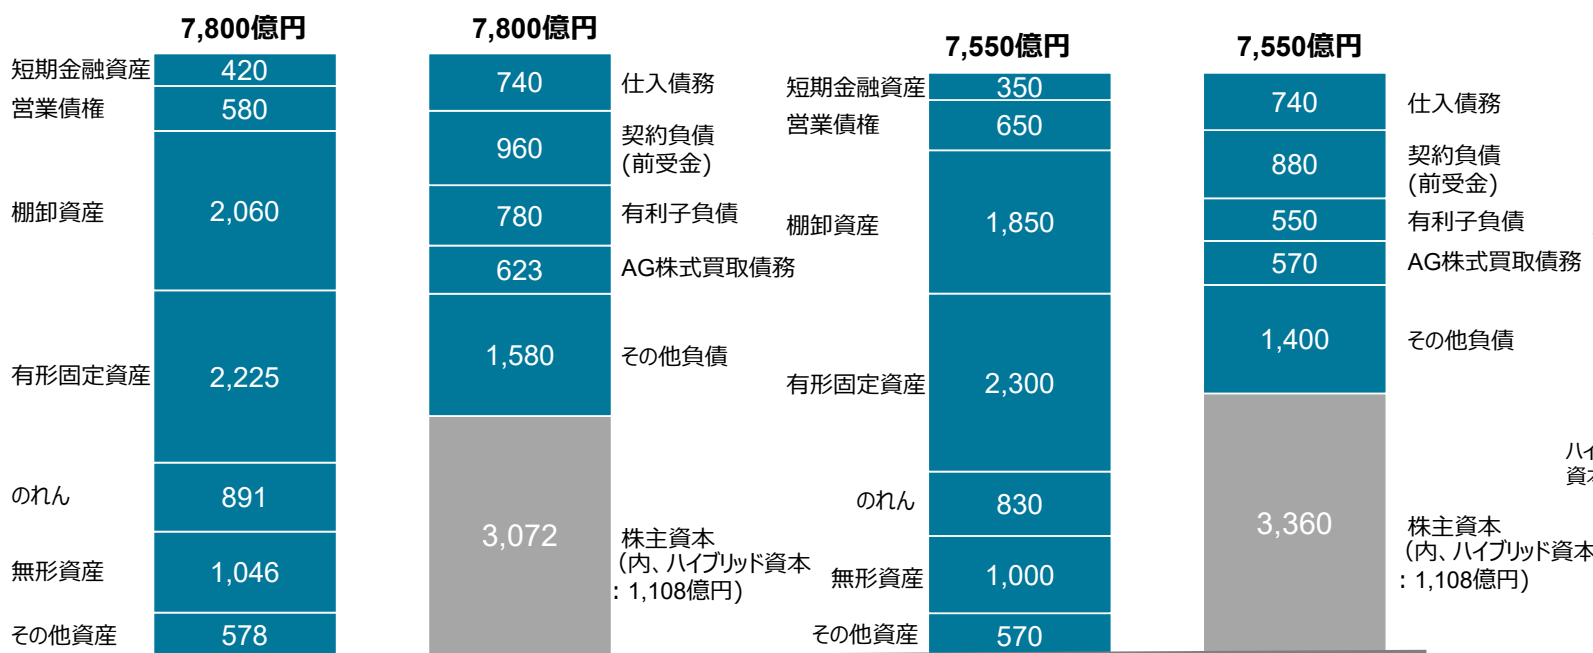 7,800億円
短期金融資産 420
営業債権 580
棚卸資産 2,060
有形固定資産 2,225
のれん 891
無形資産 1,046
その他資産 578
7,800億円
740 仕入債務
960 契約負債
(前受金)
780 有利子負債
623 AG株式買取債務
1,580 その他負債
3,072 株主資本
（内、ハイブリッド資本
：1,108億円)
7,550億円
短期金融資産 350
営業債権 650
棚卸資産 1,850
有形固定資産 2,300
のれん 830
無形資産 1,000
その他資産 570
7,550億円
740 仕入債務
880 契約負債
(前受金)
550 有利子負債
570 AG株式買取債務
1,400 その他負債
3,360 株主資本
（内、ハイブリッド資本
：1,108億円)